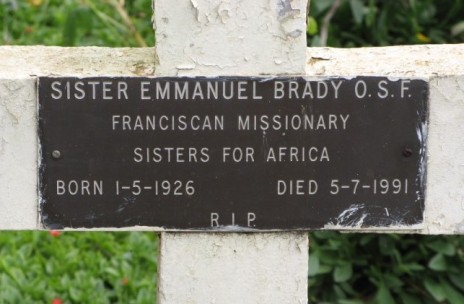 SISTER EMMANUEL BRADY O.S.F.
FRANCISCAN MISSIONARY
SISTERS FOR AFRICA
BORN 1-5-1926 DIED 5-7-1991
R.I.P.